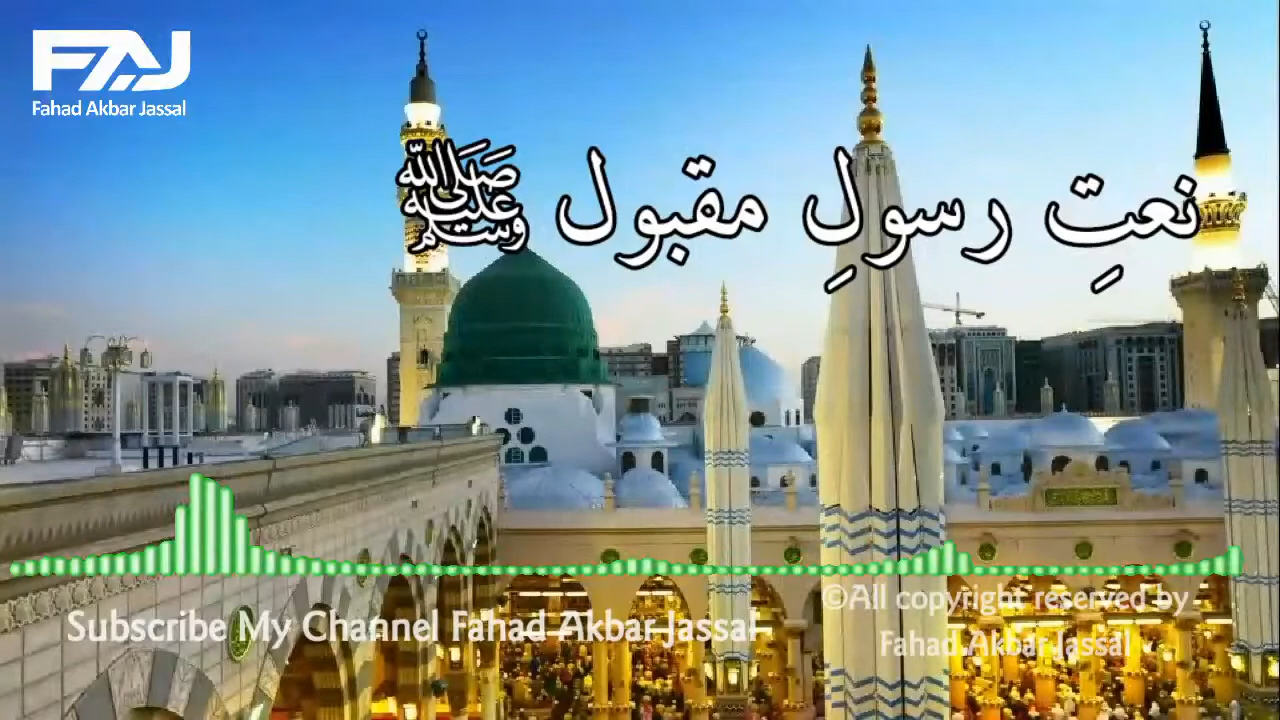 FAJ
Fahad Akbar Jassal
نعتِ رسولِ مقبول ﷺ
Subscribe My Channel Fahad Akbar Jassal
©All copyright reserved by
Fahad Akbar Jassal